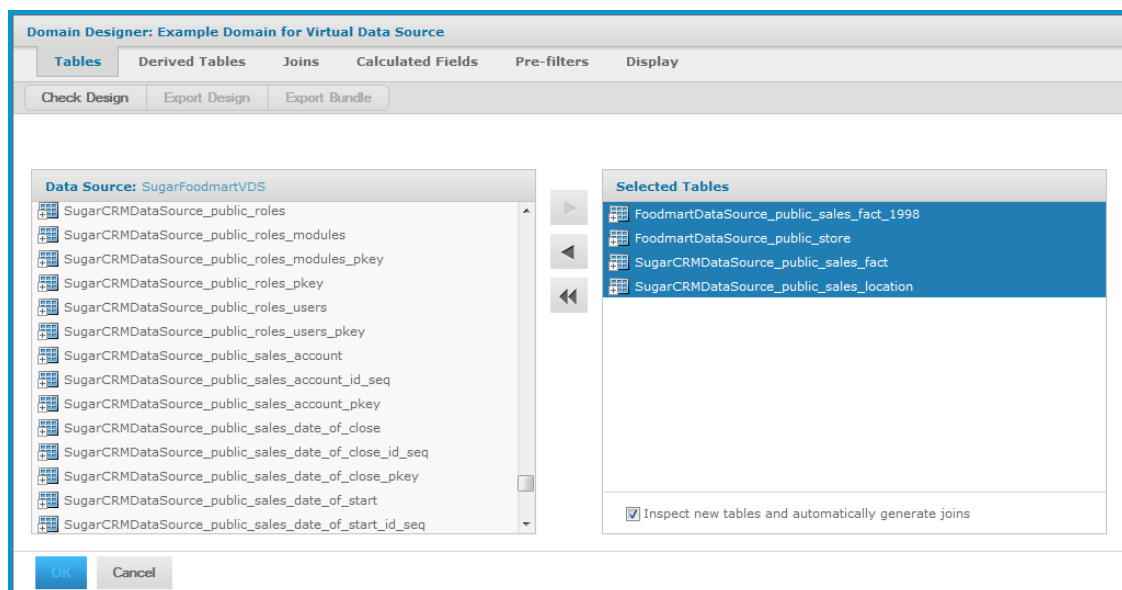 Domain Designer: Example Domain for Virtual Data Source
Tables Derived Tables Joins Calculated Fields Pre-filters Display
Check Design Export Design Export Bundle
Data Source: SugarFoodmartVDS
SugarCRMDataSource_public_roles
SugarCRMDataSource_public_roles_modules
SugarCRMDataSource_public_roles_modules_pkey
SugarCRMDataSource_public_roles_pkey
SugarCRMDataSource_public_roles_users
SugarCRMDataSource_public_roles_users_pkey
SugarCRMDataSource_public_sales_account
SugarCRMDataSource_public_sales_account_id_seq
SugarCRMDataSource_public_sales_account_pkey
SugarCRMDataSource_public_sales_date_of_close
SugarCRMDataSource_public_sales_date_of_close_id_seq
SugarCRMDataSource_public_sales_date_of_close_pkey
SugarCRMDataSource_public_sales_date_of_start
SugarCRMDataSource_public_sales_date_of_start_id_seq
Selected Tables
FoodmartDataSource_public_sales_fact_1998
FoodmartDataSource_public_store
SugarCRMDataSource_public_sales_fact
SugarCRMDataSource_public_sales_location
Inspect new tables and automatically generate joins
OK Cancel